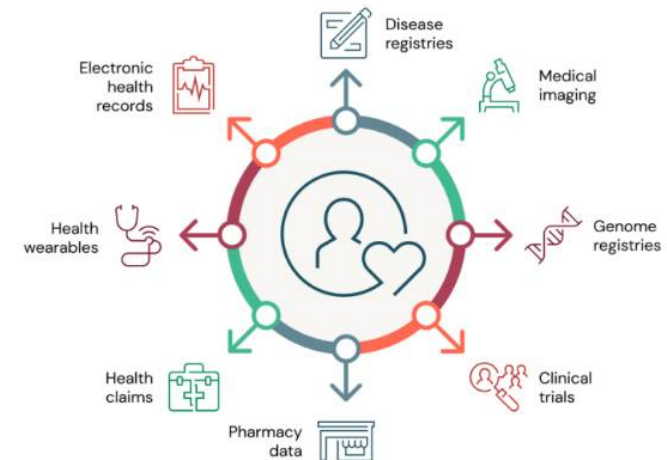 Disease
registries
Electronic
health
records
Medical
imaging
Health
wearables
Genome
registries
Health
claims
Clinical
trials
Pharmacy
data